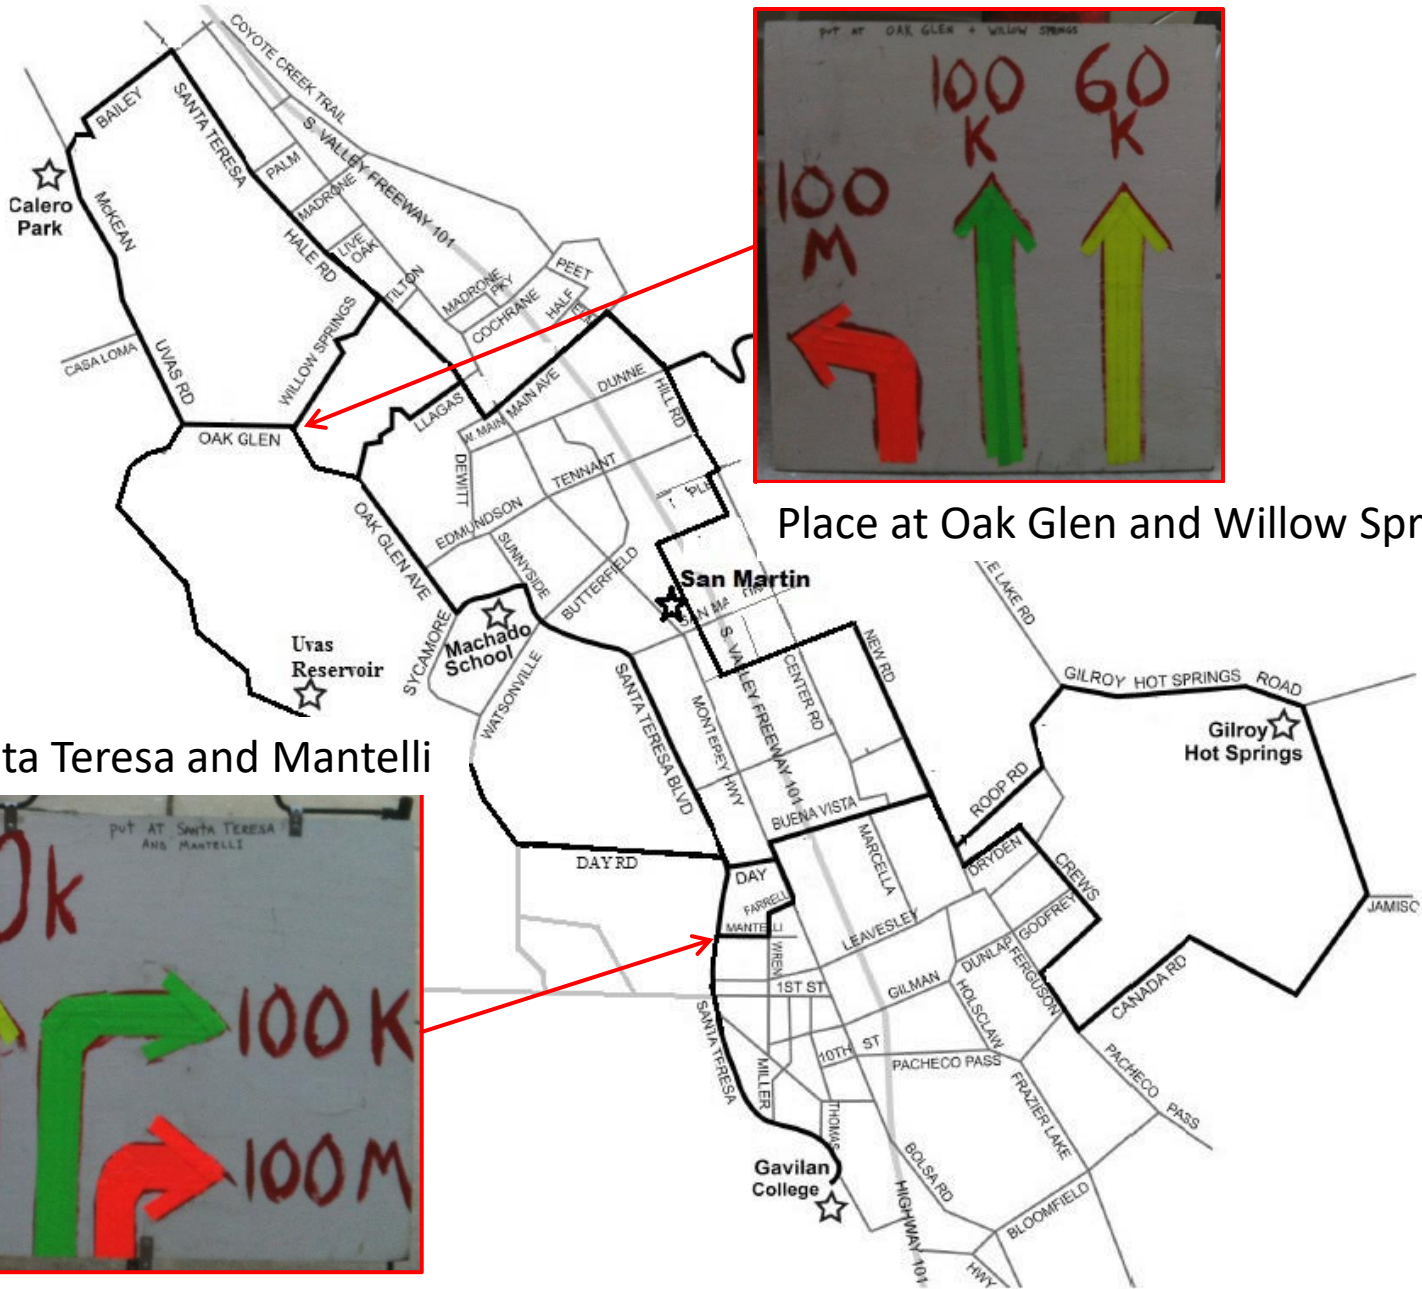 PUT AT OAK GLEN + WILLOW SPRINGS
100 K
60 K
100 M
Place at Oak Glen and Willow Spr
COYOTE CREEK TRAIL
S. VALLEY FREEWAY 101
BAILEY
SANTA TERESA
PALM
MADRONE
LIVE OAK
HALE RD
TILTON
MADRONE PKY
COCHRANE
HALF
PEET
Calero Park
McKEAN
CASA LOMA
UVAS RD
WILLOW SPRINGS
OAK GLEN
LLAGAS
W. MAIN
MAIN AVE
DUNNE
HILL RD
DEWITT
TENNANT
EDMUNDSON
SUNNYSIDE
BUTTERFIELD
OAK GLEN AVE
SYCAMORE
Machado School
WATSONVILLE
Uvas Reservoir
San Martin
SANTA TERESA BLVD
MONTEREY HWY
S. VALLEY FREEWAY 101
CENTER RD
NEW RD
E LAKE RD
GILROY HOT SPRINGS ROAD
Gilroy Hot Springs
ROOP RD
BUENA VISTA
MARCELLA
DRYDEN
CREWS
JAMISO
DAY RD
DAY
FARRELL
MANTELLI
WREN
LEAVESLEY
GODFREY
DUNLAP
FERGUSON
CANADA RD
1ST ST
GILMAN
HOLSCLAW
10TH ST
PACHECO PASS
PACHECO PASS
FRAZIER LAKE
SANTA TERESA
MILLER
THOMAS
Gavilan College
BOLSA RD
HIGHWAY 101
BLOOMFIELD
HWY
ta Teresa and Mantelli
PUT AT SANTA TERESA
AND MANTELLI
0k
100 K
100 M